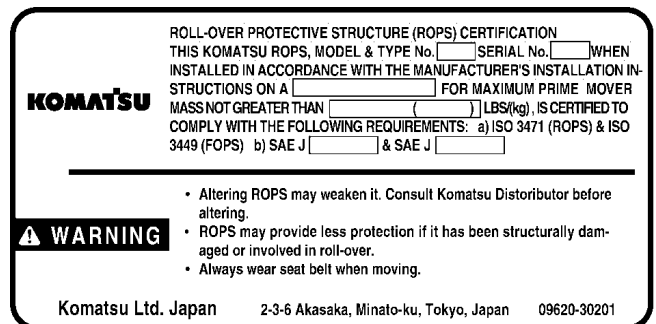 ROLL-OVER PROTECTIVE STRUCTURE (ROPS) CERTIFICATION
THIS KOMATSU ROPS, MODEL & TYPE No. SERIAL No. WHEN
INSTALLED IN ACCORDANCE WITH THE MANUFACTURER'S INSTALLATION IN-
STRUCTIONS ON A FOR MAXIMUM PRIME MOVER
KOMATSU
MASS NOT GREATER THAN ( ) LBS/(kg), IS CERTIFIED TO
COMPLY WITH THE FOLLOWING REQUIREMENTS: a) ISO 3471 (ROPS) & ISO
3449 (FOPS) b) SAE J & SAE J
• Altering ROPS may weaken it. Consult Komatsu Distoributor before
altering.
WARNING
• ROPS may provide less protection if it has been structurally dam-
aged or involved in roll-over.
• Always wear seat belt when moving.
Komatsu Ltd. Japan 2-3-6 Akasaka, Minato-ku, Tokyo, Japan 09620-30201